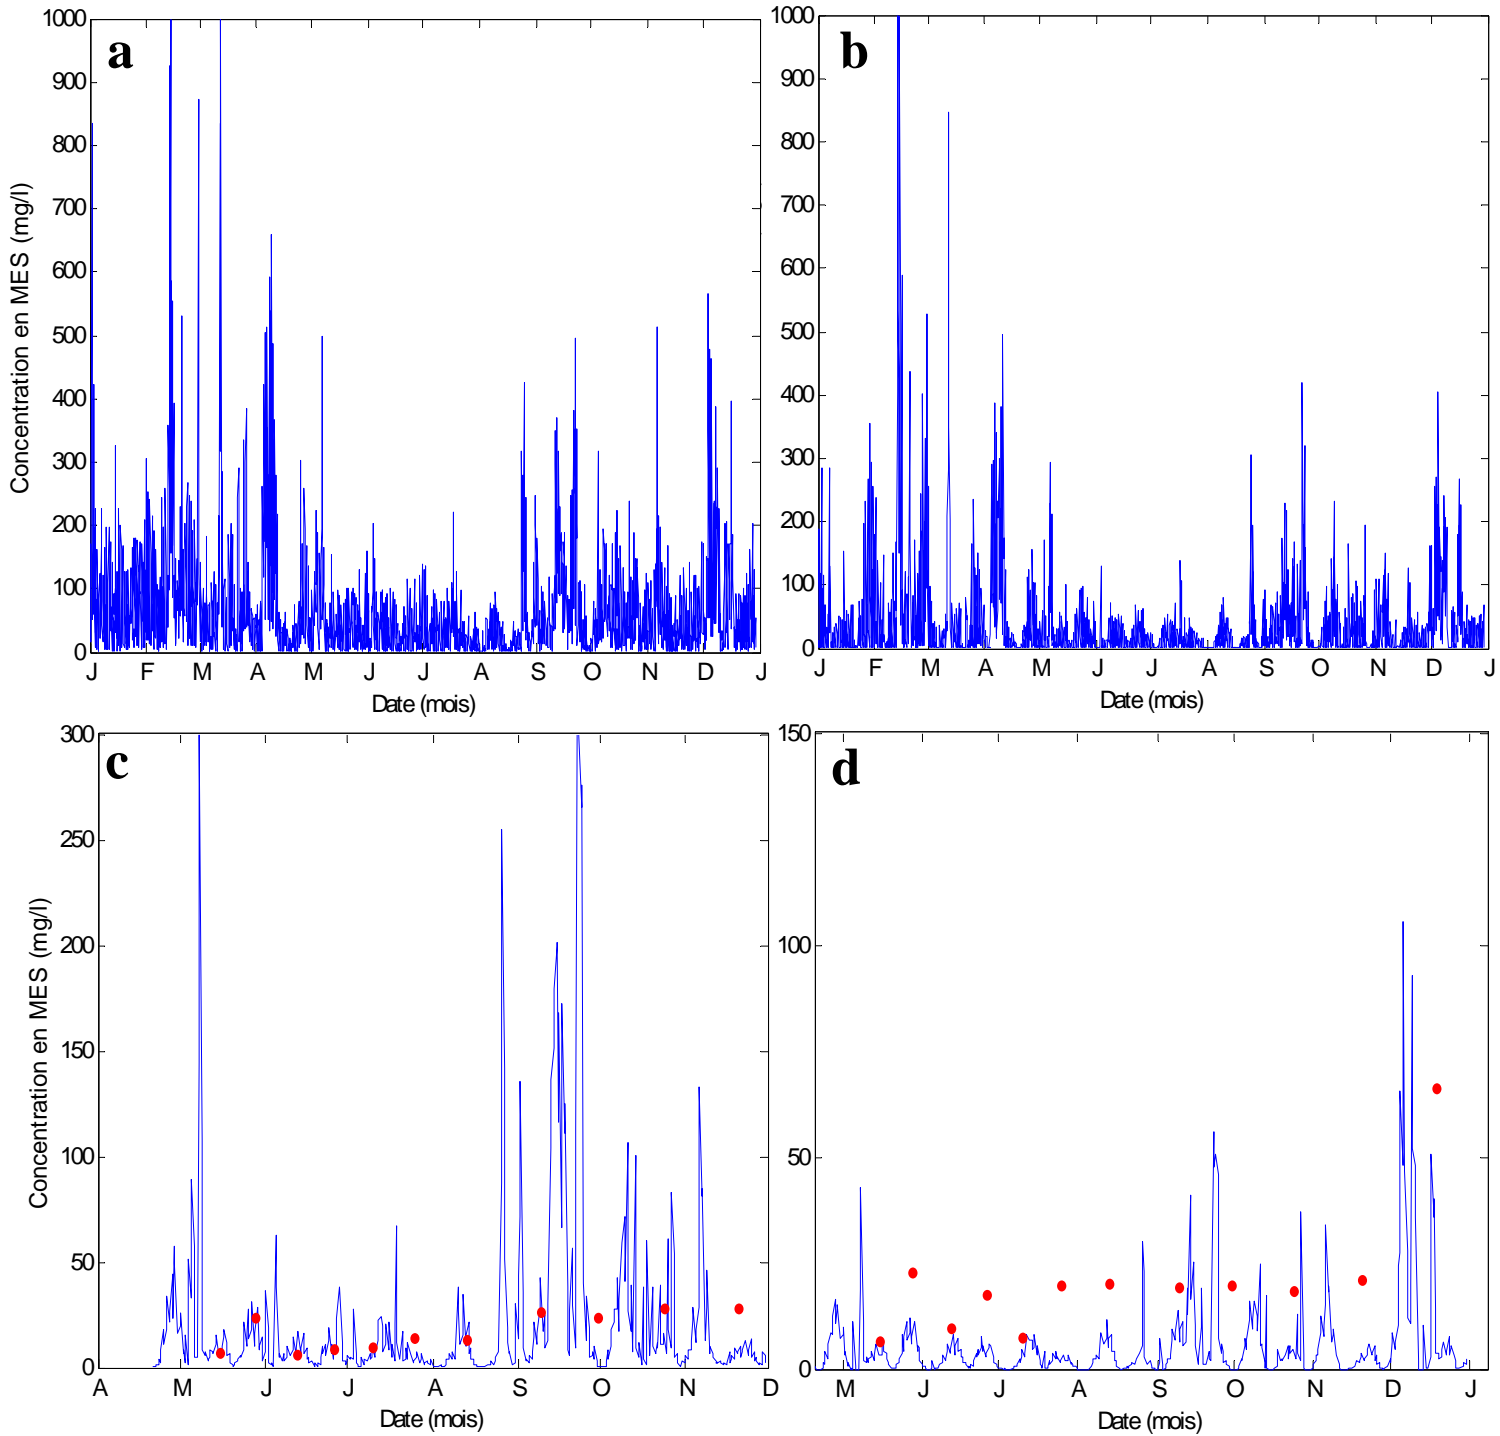 a
1000
900
800
700
600
500
400
300
200
100
0
Concentration en MES (mg/l)
J F M A M J J A S O N D J
Date (mois)
b
1000
900
800
700
600
500
400
300
200
100
0
J F M A M J J A S O N D J
Date (mois)
c
300
250
200
150
100
50
0
Concentration en MES (mg/l)
A M J J A S O N D
Date (mois)
d
150
100
50
0
M J J A S O N D J
Date (mois)